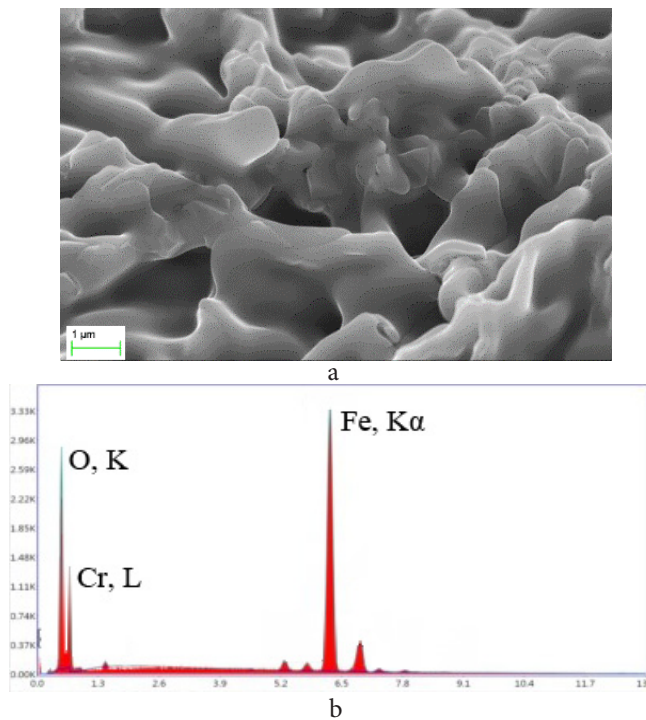 1 µm
a
3.33K
Fe, Kα
2.96K
O, K
2.59K
2.22K
1.85K
1.48K
Cr, L
1.11K
0.74K
0.37K
0.00K
0.0 1.3 2.6 3.9 5.2 6.5 7.8 9.1 10.4 11.7
b